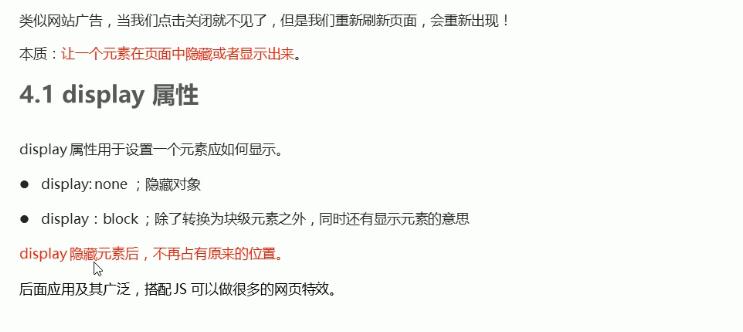 类似网站广告，当我们点击关闭就不见了，但是我们重新刷新页面，会重新出现！
本质：让一个元素在页面中隐藏或者显示出来。
4.1 display 属性
display 属性用于设置一个元素应如何显示。
● display: none ；隐藏对象
● display：block ；除了转换为块级元素之外，同时还有显示元素的意思
display 隐藏元素后，不再占有原来的位置。
后面应用及其广泛，搭配 JS 可以做很多的网页特效。